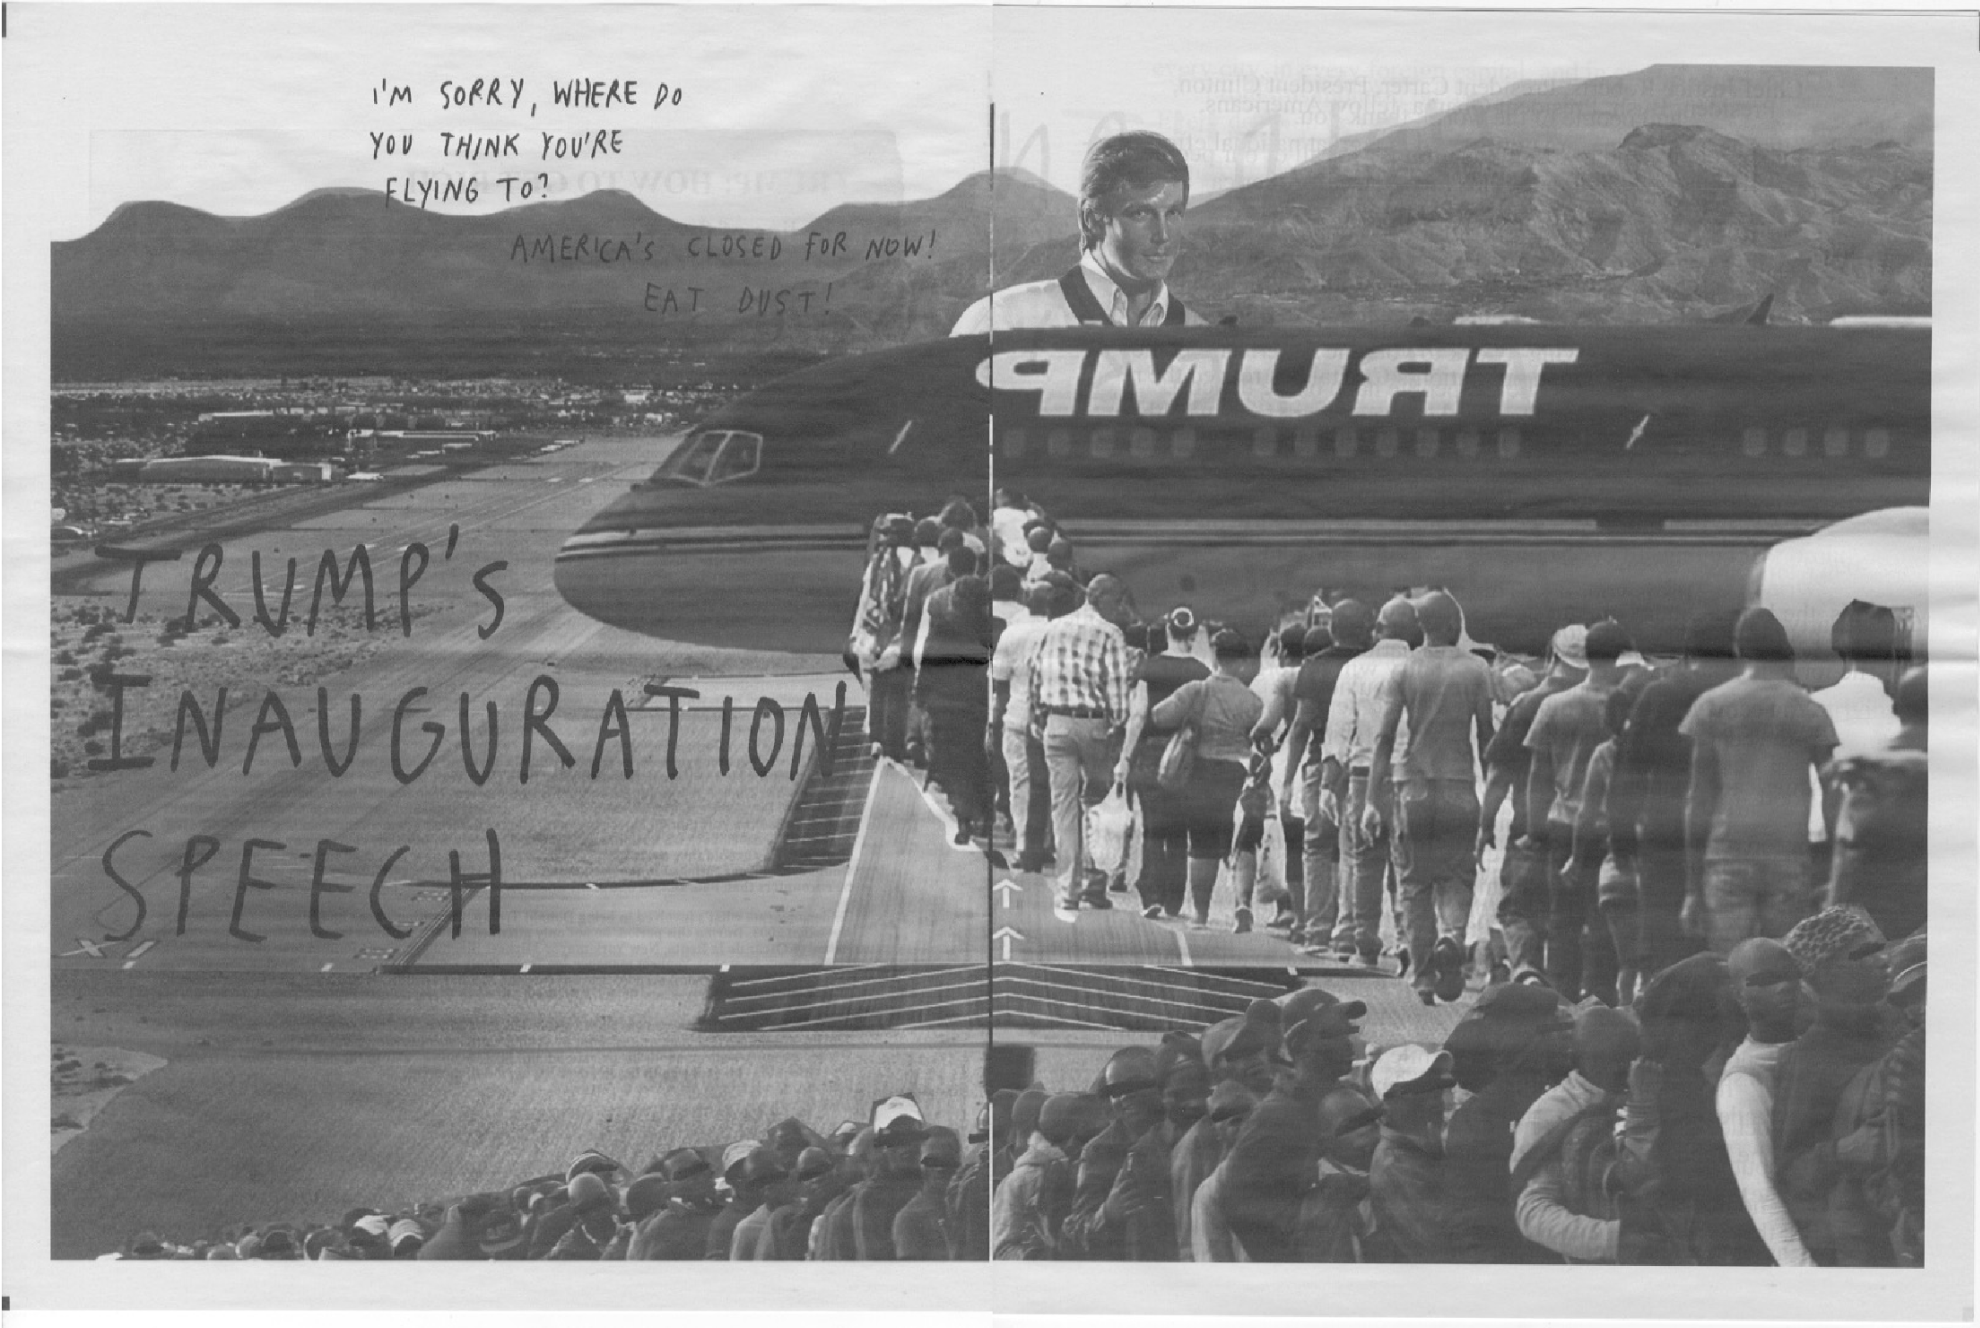 I'M SORRY, WHERE DO
YOU THINK YOU'RE
FLYING TO?
AMERICA'S CLOSED FOR NOW!
EAT DUST!
TRUMP
TRUMP'S
INAUGURATION
SPEECH